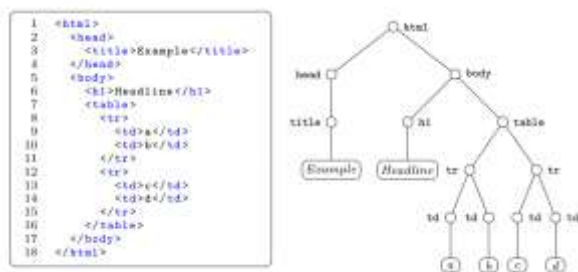 1 <html>
2 <head>
3 <title>Example</title>
4 </head>
5 <body>
6 <h1>Headline</h1>
7 <table>
8 <tr>
9 <td>a</td>
10 <td>b</td>
11 </tr>
12 <tr>
13 <td>c</td>
14 <td>d</td>
15 </tr>
16 </table>
17 </body>
18 </html>
html
head body
title h1 table
Example Headline tr tr
td td td td
a b c d